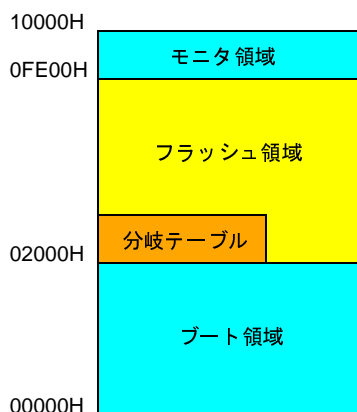 10000H
モニタ領域
0FE00H
フラッシュ領域
分岐テーブル
02000H
ブート領域
00000H